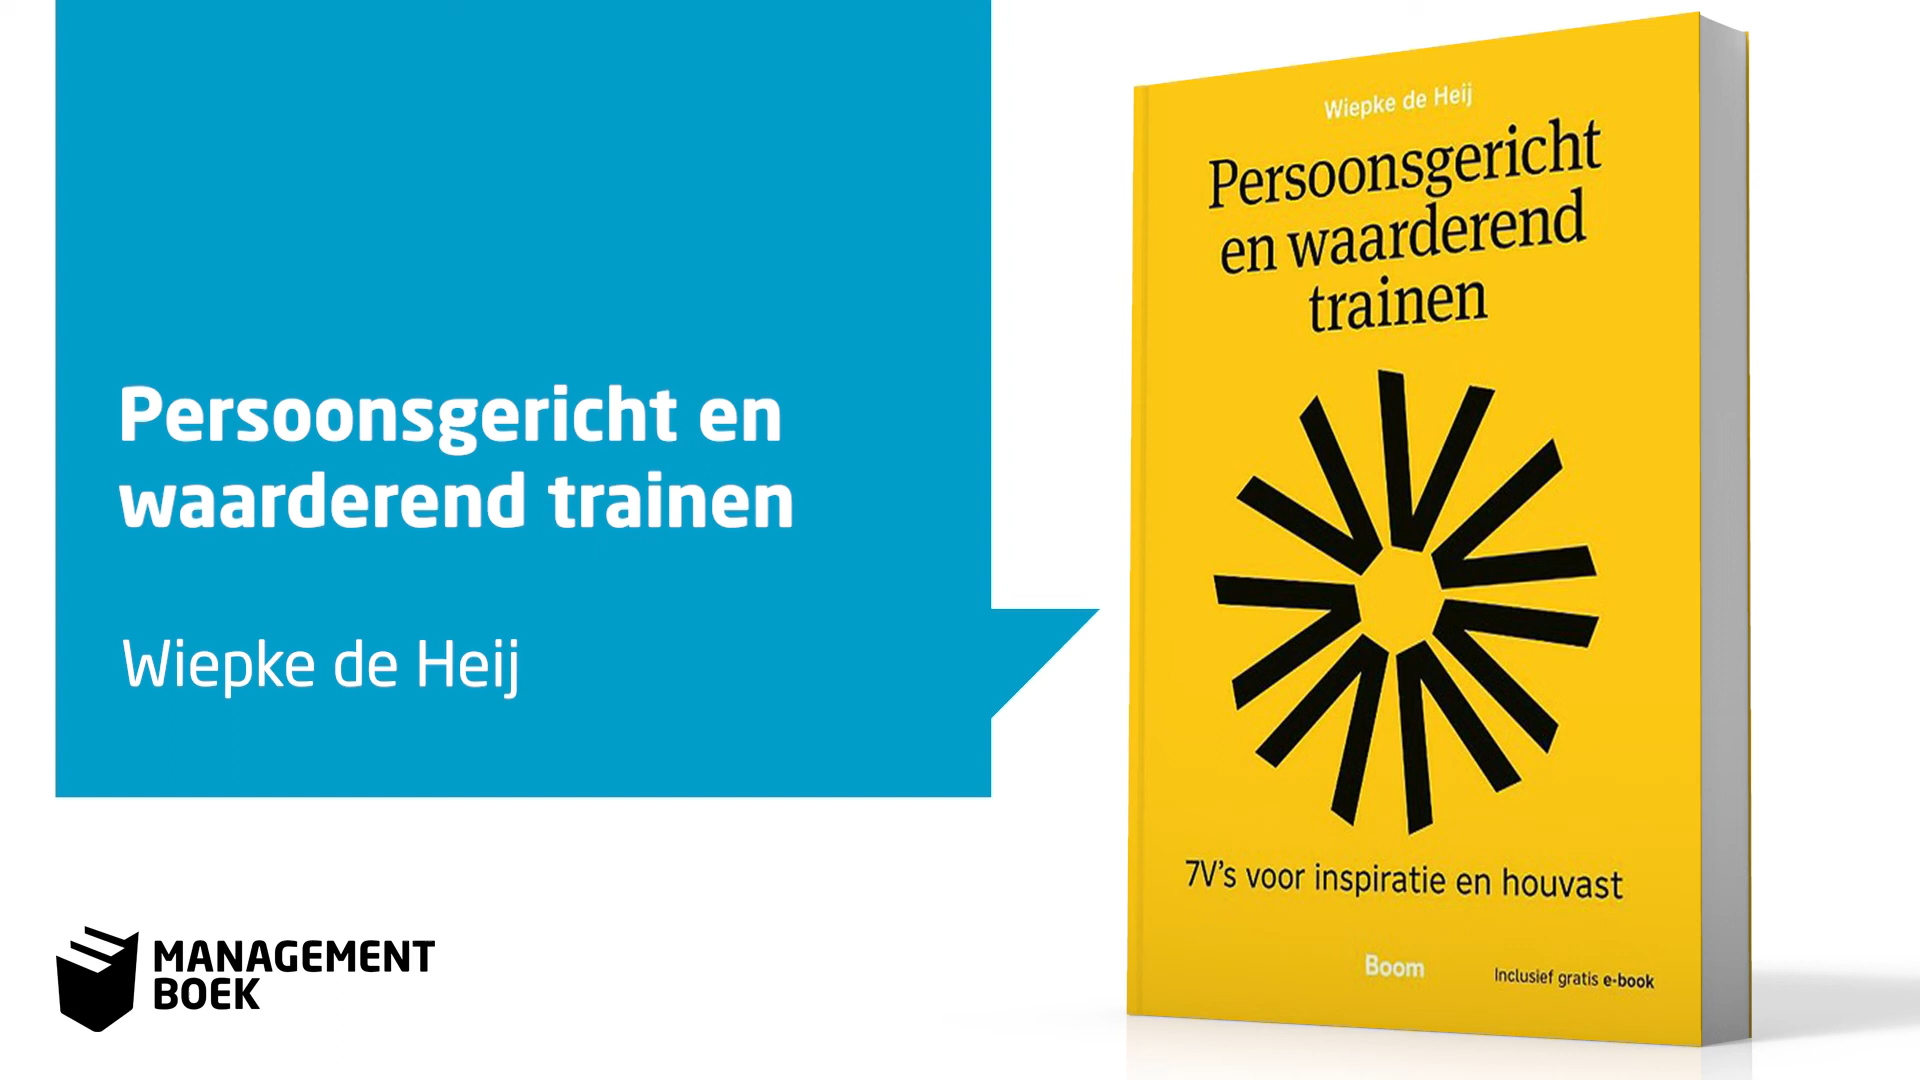 Persoonsgericht en
waarderend trainen
Wiepke de Heij
MANAGEMENT
BOEK
Wiepke de Heij
Persoonsgericht
en waarderend
trainen
7V's voor inspiratie en houvast
Boom
Inclusief gratis e-book